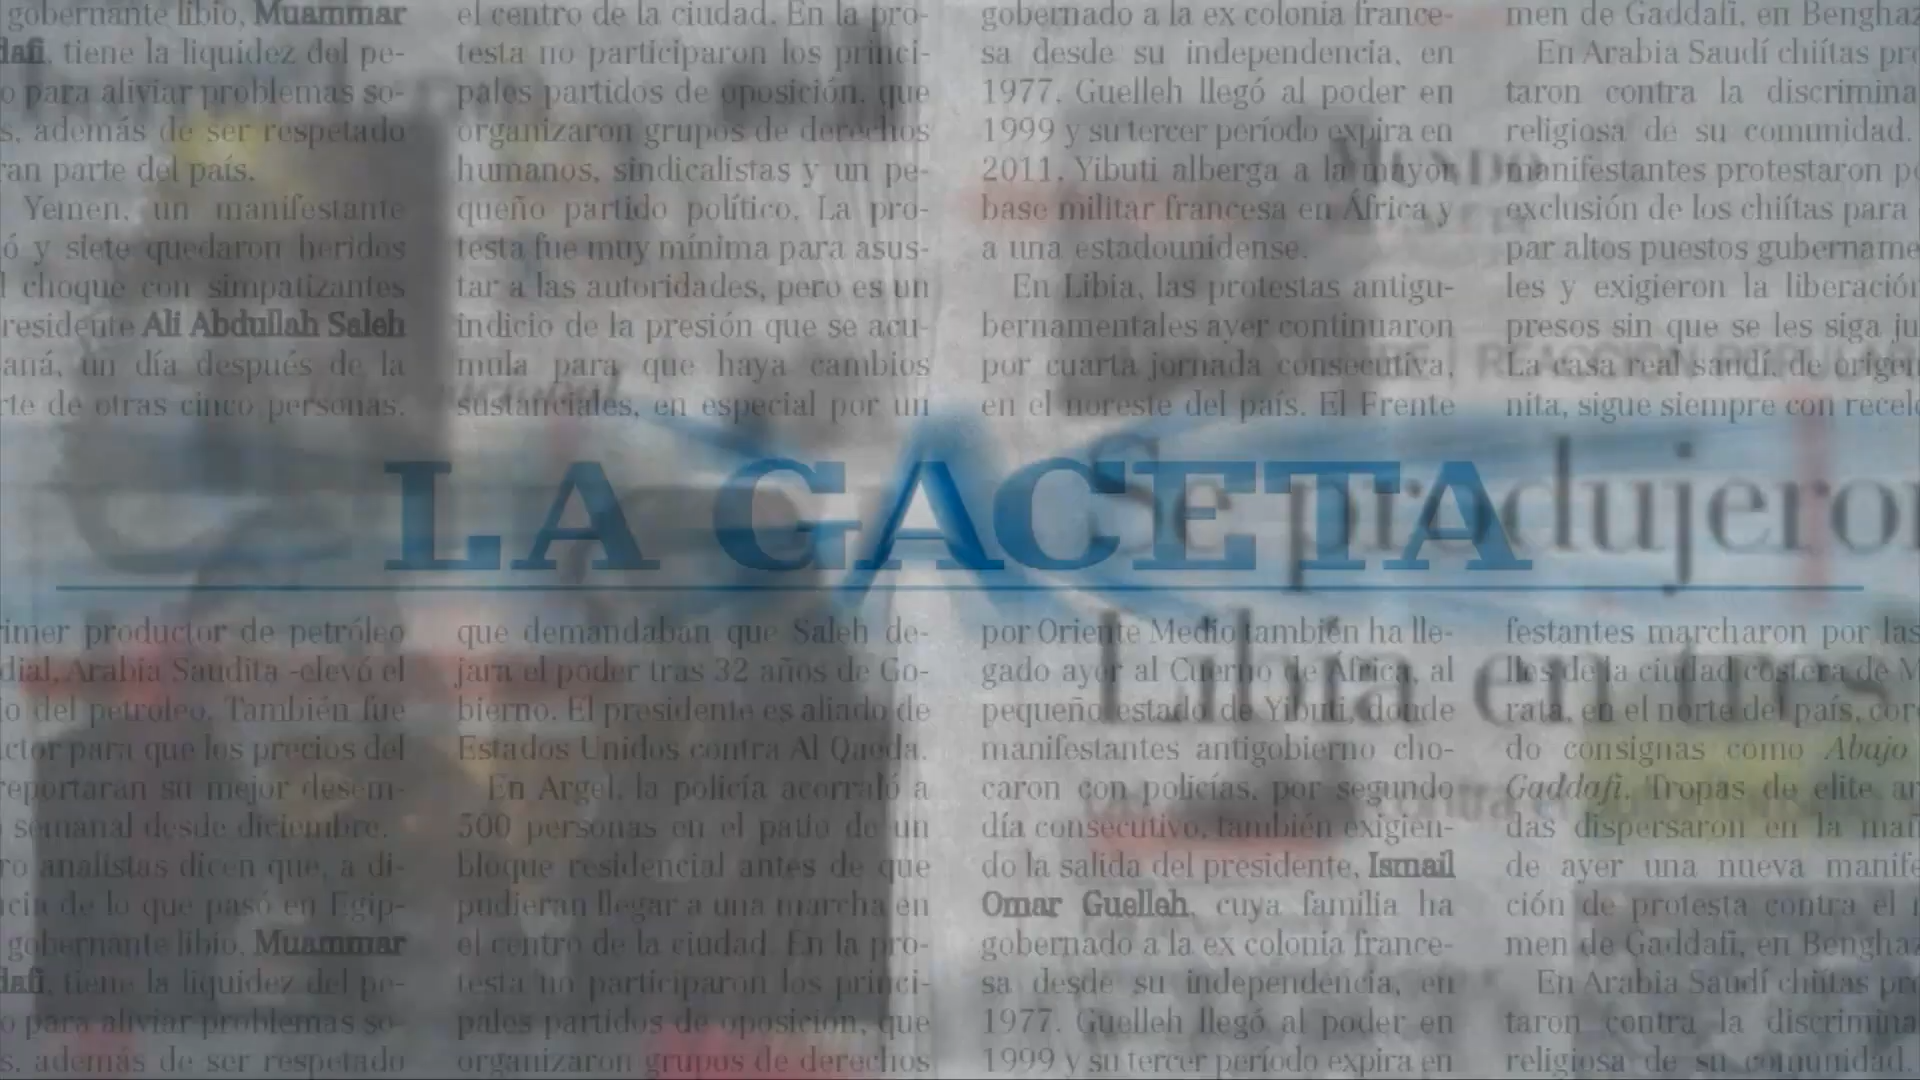 gobernante libio, Muammar
tiene la liquidez del pe-
o para aliviar problemas so-
s, además de ser respetado
ran parte del país.
Yemen, un manifestante
ó y siete quedaron heridos
l choque con simpatizantes
residente Ali Abdullah Saleh
aná, un día después de la
rte de otras cinco personas.
el centro de la ciudad. En la pro-
testa no participaron los princi-
pales partidos de oposición, que
organizaron grupos de derechos
humanos, sindicalistas y un pe-
queño partido político. La pro-
testa fue muy mínima para asus-
tar a las autoridades, pero es un
indicio de la presión que se acu-
mula para que haya cambios
sustanciales, en especial por un
gobernado a la ex colonia france-
sa desde su independencia, en
1977. Guelleh llegó al poder en
1999 y su tercer período expira en
2011. Yibuti alberga a la mayor
base militar francesa en África y
a una estadounidense.
En Libia, las protestas antigu-
bernamentales ayer continuaron
por cuarta jornada consecutiva,
en el noreste del país. El Frente
men de Gaddafi, en Benghaz
En Arabia Saudí chiítas pro
taron contra la discrimina
religiosa de su comunidad.
manifestantes protestaron po
exclusión de los chiítas para
par altos puestos gubername
les y exigieron la liberación
presos sin que se les siga ju
La casa real saudí, de origen
nita, sigue siempre con recelo
LA GACETA
Se produjeron
Libia en tres
imer productor de petróleo
dial, Arabia Saudita -elevó el
io del petróleo. También fue
ctor para que los precios del
reportaran su mejor desem-
semanal desde diciembre.
ro analistas dicen que, a di-
cia de lo que pasó en Egip-
gobernante libio, Muammar
tiene la liquidez del pe-
o para aliviar problemas so-
s, además de ser respetado
que demandaban que Saleh de-
jara el poder tras 32 años de Go-
bierno. El presidente es aliado de
Estados Unidos contra Al Qaeda.
En Argel, la policía acorraló a
500 personas en el patio de un
bloque residencial antes de que
pudieran llegar a una marcha en
el centro de la ciudad. En la pro-
testa no participaron los princi-
pales partidos de oposición, que
organizaron grupos de derechos
por Oriente Medio también ha lle-
gado ayer al Cuerno de África, al
pequeño estado de Yibuti, donde
manifestantes antigobierno cho-
caron con policías, por segundo
día consecutivo, también exigien-
do la salida del presidente, Ismail
Omar Guelleh, cuya familia ha
gobernado a la ex colonia france-
sa desde su independencia, en
1977. Guelleh llegó al poder en
1999 y su tercer período expira en
festantes marcharon por las
lles de la ciudad costera de M
rata, en el norte del país, core
do consignas como Abajo
Gaddafi. Tropas de elite ar
das dispersaron en la mañ
de ayer una nueva manife
ción de protesta contra el r
men de Gaddafi, en Benghaz
En Arabia Saudí chiítas pro
taron contra la discrimina
religiosa de su comunidad.